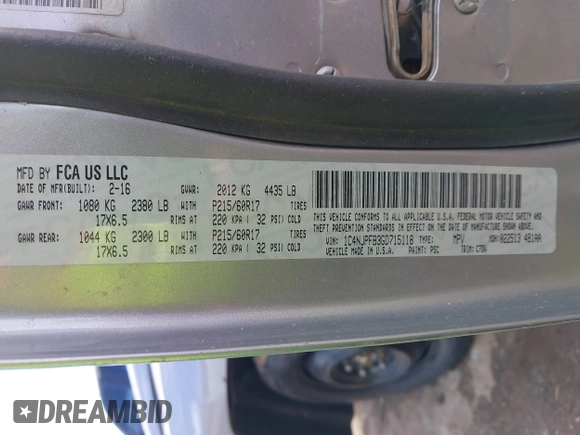 MFD BY FCA US LLC
DATE OF MFR(BUILT): 2-16 GVWR: 2012 KG 4435 LB
GAWR FRONT: 1080 KG 2380 LB WITH P215/60R17 TIRES
17X6.5 RIMS AT 220 KPA ( 32 PSI) COLD
GAWR REAR: 1044 KG 2300 LB WITH P215/60R17 TIRES
17X6.5 RIMS AT 220 KPA ( 32 PSI) COLD
THIS VEHICLE CONFORMS TO ALL APPLICABLE U.S.A. FEDERAL MOTOR VEHICLE SAFETY AND
THEFT PREVENTION STANDARDS IN EFFECT ON THE DATE OF MANUFACTURE SHOWN ABOVE.
VIN: 1C4NJPFB3GD715118 TYPE: MPV MDH: 022513 481AA
VEHICLE MADE IN U.S.A. PAINT: PSC TRIM:
DREAMBID